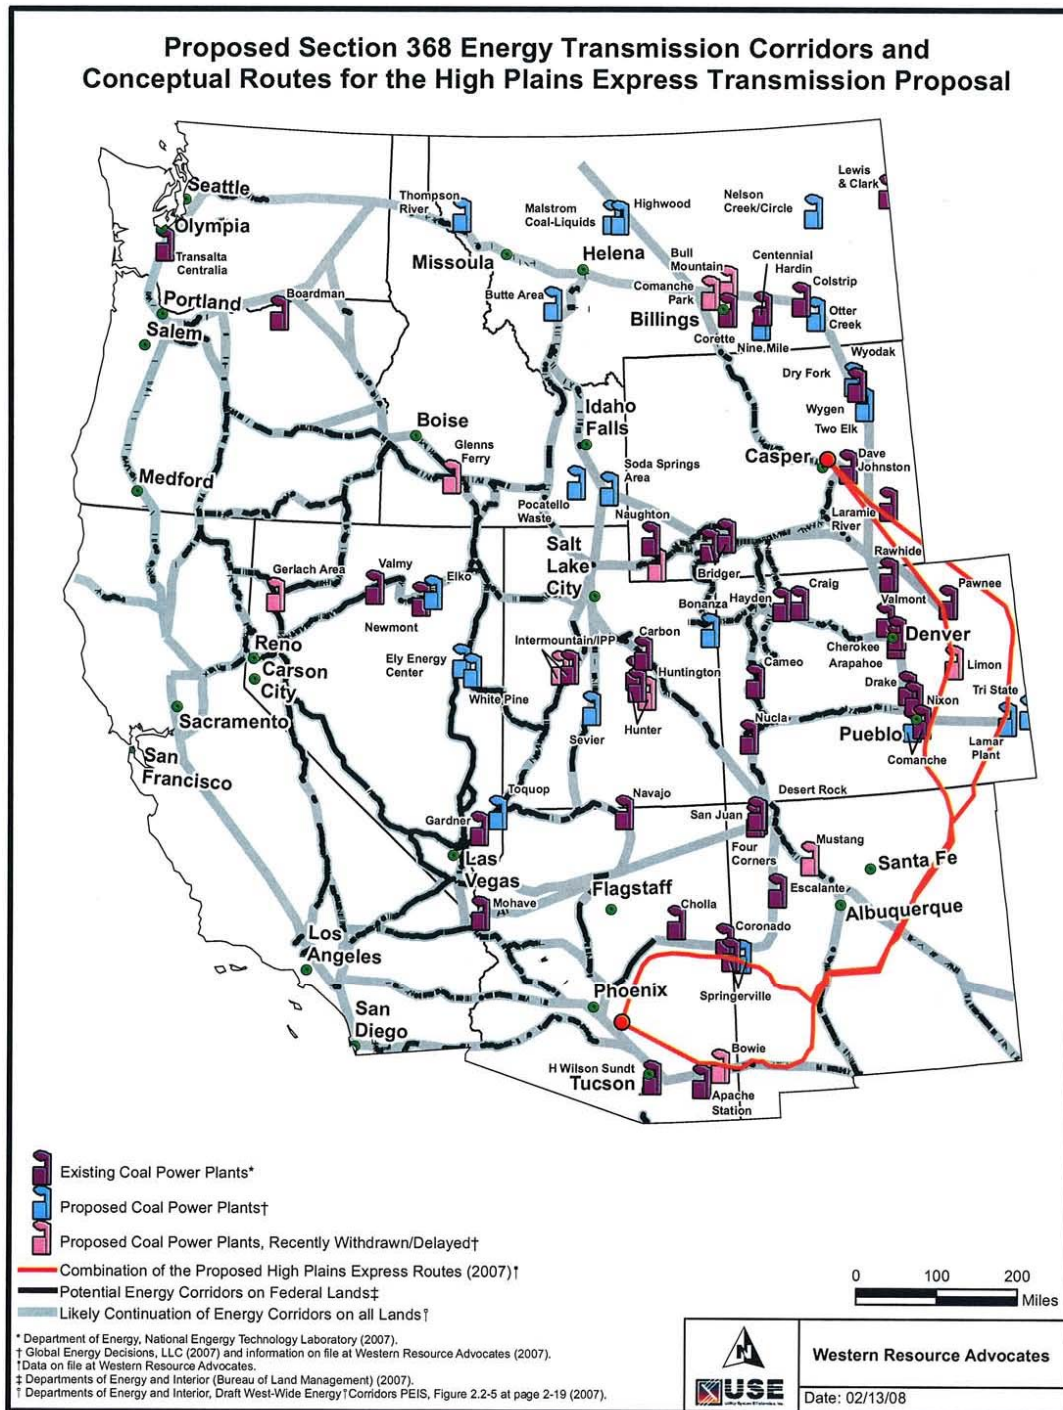 Proposed Section 368 Energy Transmission Corridors and
Conceptual Routes for the High Plains Express Transmission Proposal
Lewis
& Clark
Seattle
Thompson
River
Malstrom
Coal-Liquids
Highwood
Nelson
Creek/Circle
Olympia
Transalta
Centralia
Missoula
Helena
Bull
Mountain
Centennial
Hardin
Colstrip
Comanche
Park
Butte Area
Boardman
Portland
Salem
Billings
Otter
Creek
Corette
Nine Mile
Wyodak
Dry Fork
Wygen
Two Elk
Idaho
Falls
Boise
Glenns
Ferry
Casper
Dave
Johnston
Medford
Soda Springs
Area
Pocatello
Waste
Naughton
Laramie
River
Salt
Lake
City
Rawhide
Bridger
Gerlach Area
Valmy
Elko
Newmont
Bonanza
Hayden
Craig
Valmont
Pawnee
Reno
Carson
City
Intermountain/IPP
Carbon
Denver
Cherokee
Arapahoe
Ely Energy
Center
Huntington
Cameo
Limon
White Pine
Drake
Nixon
Tri State
Sacramento
Hunter
Nucla
Pueblo
San
Francisco
Sevier
Lamar
Plant
Comanche
Toquop
Navajo
Desert Rock
Gardner
San Juan
Four
Corners
Mustang
Las
Vegas
Santa Fe
Flagstaff
Escalante
Mohave
Cholla
Albuquerque
Coronado
Los
Angeles
Springerville
Phoenix
San
Diego
Bowie
H Wilson Sundt
Tucson
Apache
Station
Existing Coal Power Plants*
Proposed Coal Power Plants†
Proposed Coal Power Plants, Recently Withdrawn/Delayed†
Combination of the Proposed High Plains Express Routes (2007)†
Potential Energy Corridors on Federal Lands‡
Likely Continuation of Energy Corridors on all Lands†
0 100 200
Miles
* Department of Energy, National Engergy Technology Laboratory (2007).
† Global Energy Decisions, LLC (2007) and information on file at Western Resource Advocates (2007).
†Data on file at Western Resource Advocates.
‡ Departments of Energy and Interior (Bureau of Land Management) (2007).
† Departments of Energy and Interior, Draft West-Wide Energy†Corridors PEIS, Figure 2.2-5 at page 2-19 (2007).
N
USE
Western Resource Advocates
Date: 02/13/08